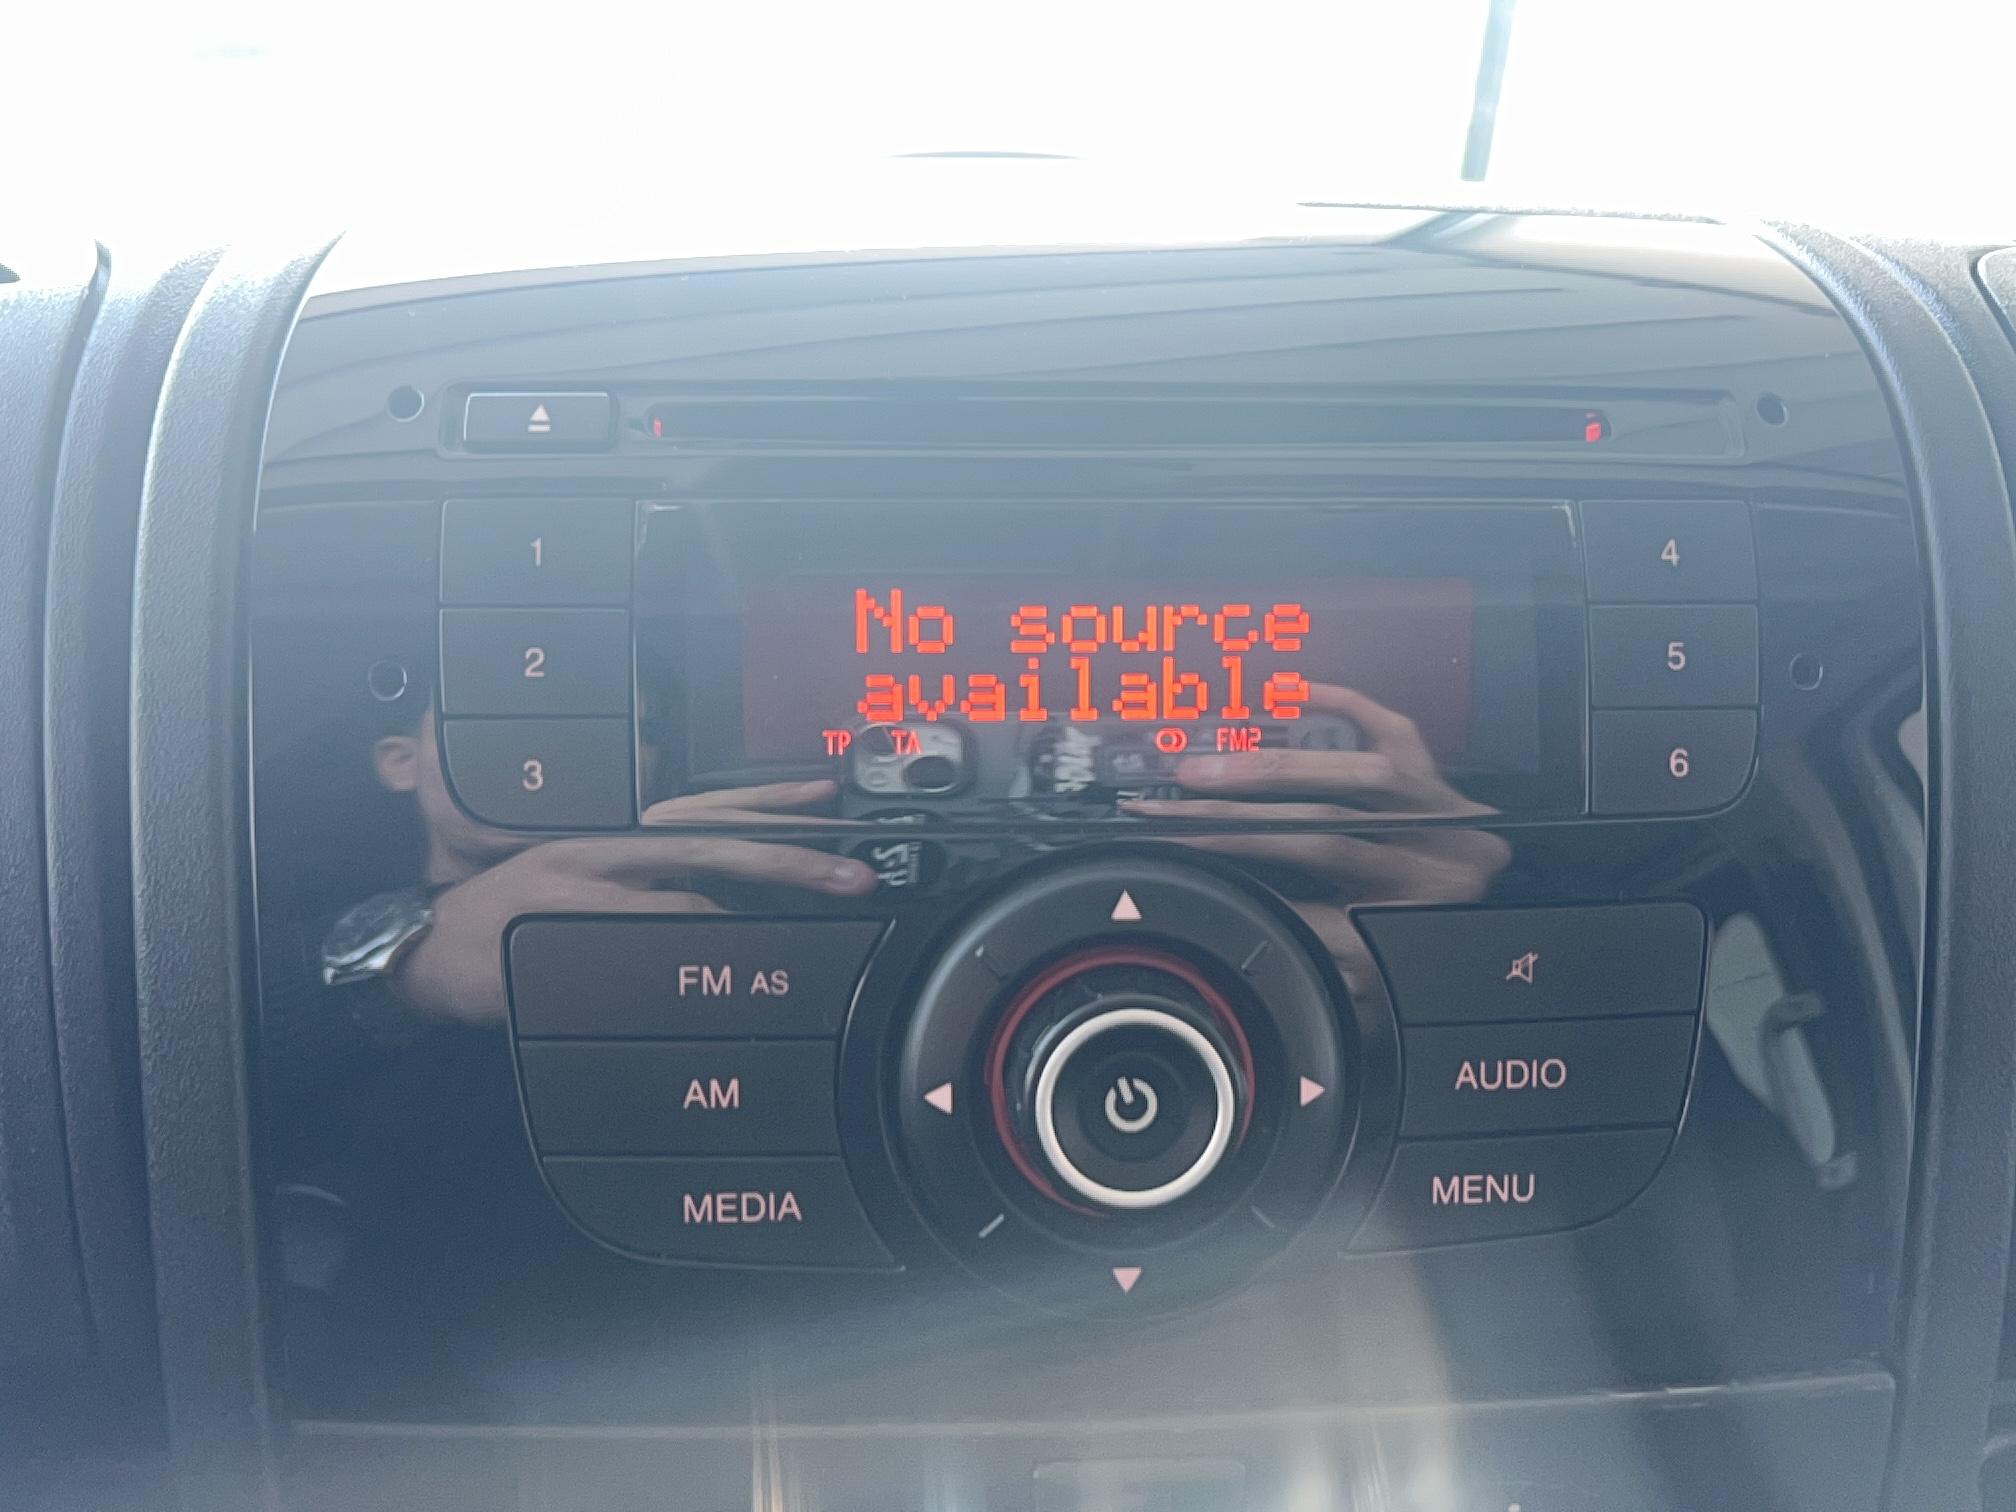 1
2
3
4
5
6
No source
available
TP TA FM2
FM AS
AM
MEDIA
AUDIO
MENU